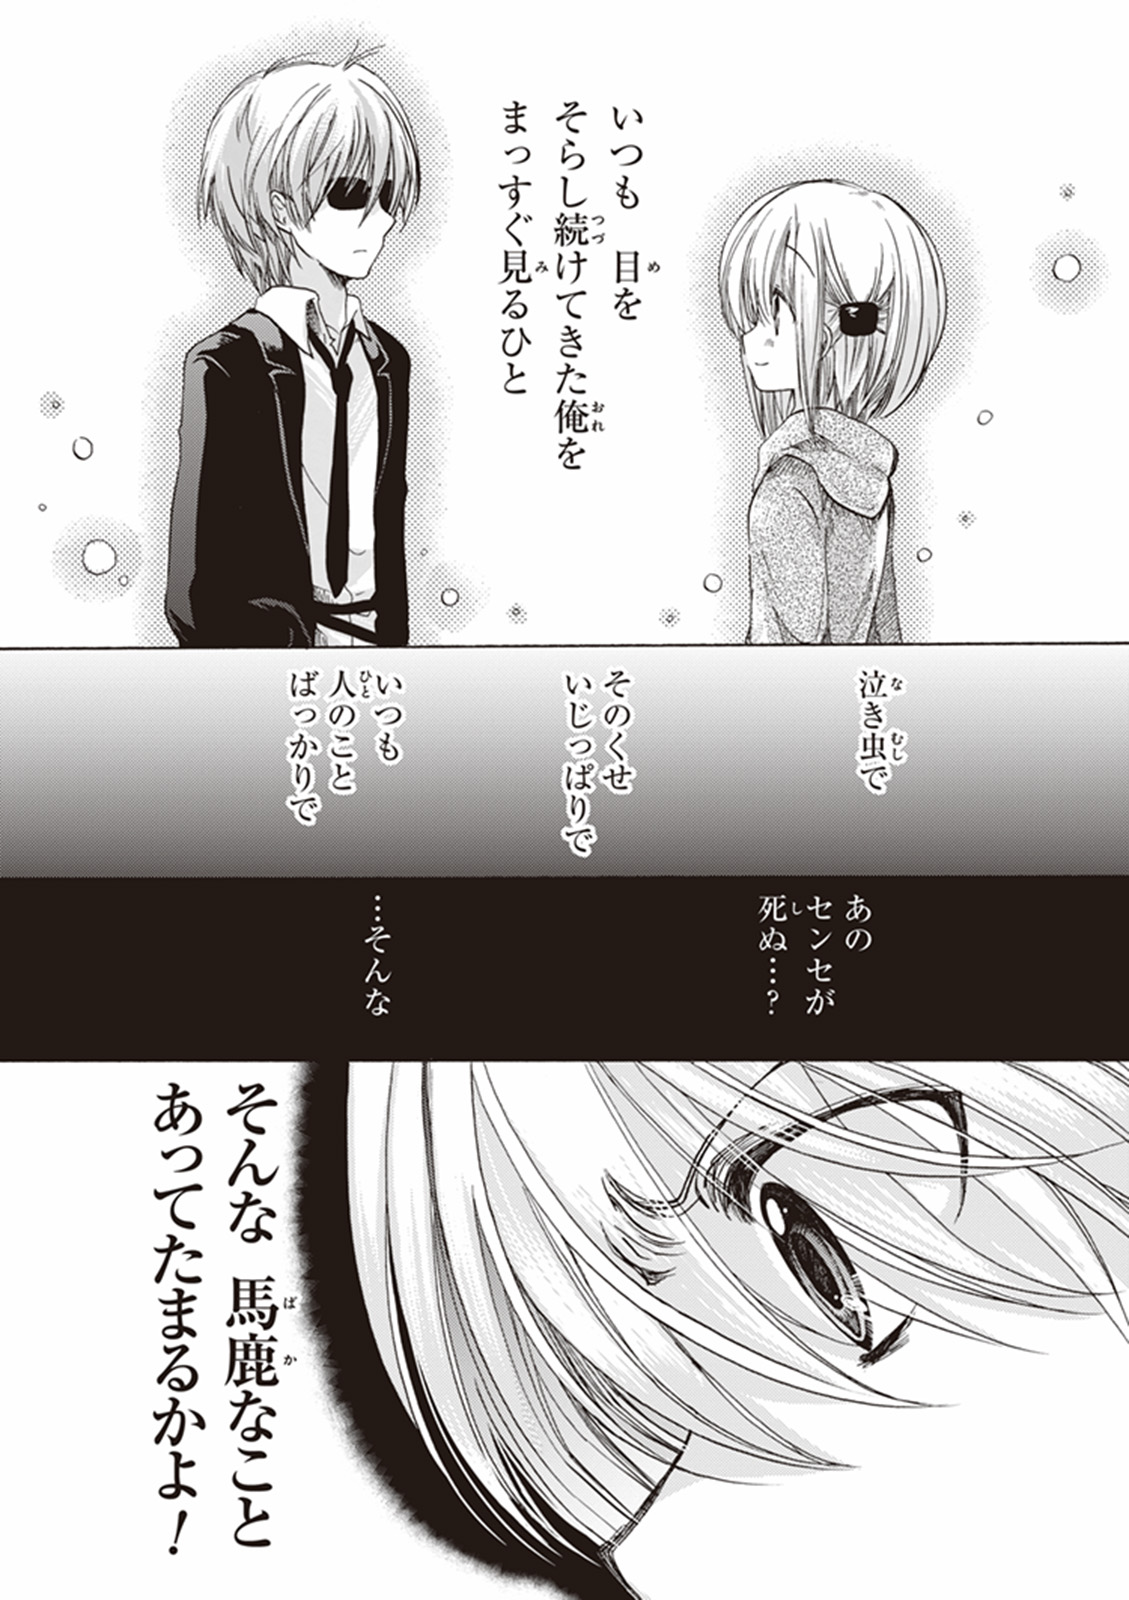 いつも 目を
そらし続けてきた俺を
まっすぐ見るひと
泣き虫で
そのくせ
いじっぱりで
いつも
人のこと
ばっかりで
あの
センセが
死ぬ…?
…そんな
そんな 馬鹿なこと
あってたまるかよ!